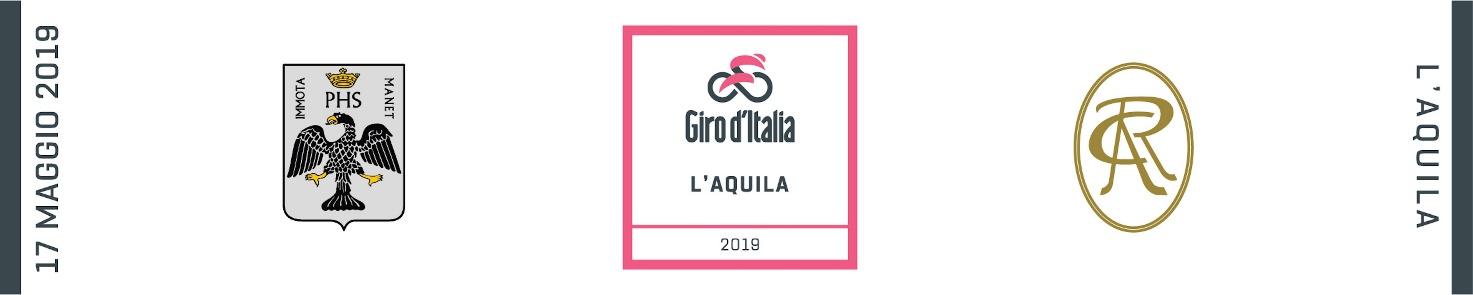 17 MAGGIO 2019
IMMOTA
MANET
PHS
Giro d'Italia
L'AQUILA
2019
L'AQUILA